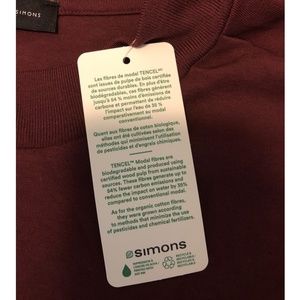 SIMONS
Les fibres de modal TENCEL™
sont issues de pulpe de bois certifiée
de sources durables. En plus d'être
biodégradables, ces fibres génèrent
jusqu'à 64 % moins d'émissions de
carbone et permettent de réduire
l'impact sur l'eau de 35 %
comparativement au modal
conventionnel.
Quant aux fibres de coton biologique,
elles ont été cultivées selon des
méthodes qui minimisent l'utilisation
de pesticides et d'engrais chimiques.
TENCEL™ Modal fibres are
biodegradable and produced using
certified wood pulp from sustainable
sources. These fibres generate up to
64% fewer carbon emissions and
reduce the impact on water by 35%
compared to conventional modal.
As for the organic cotton fibres,
they were grown according
to methods that minimize the use
of pesticides and chemical fertilizers.
simons
RECYCLÉ &
RECYCLABLE
RECYCLED &
RECYCLABLE